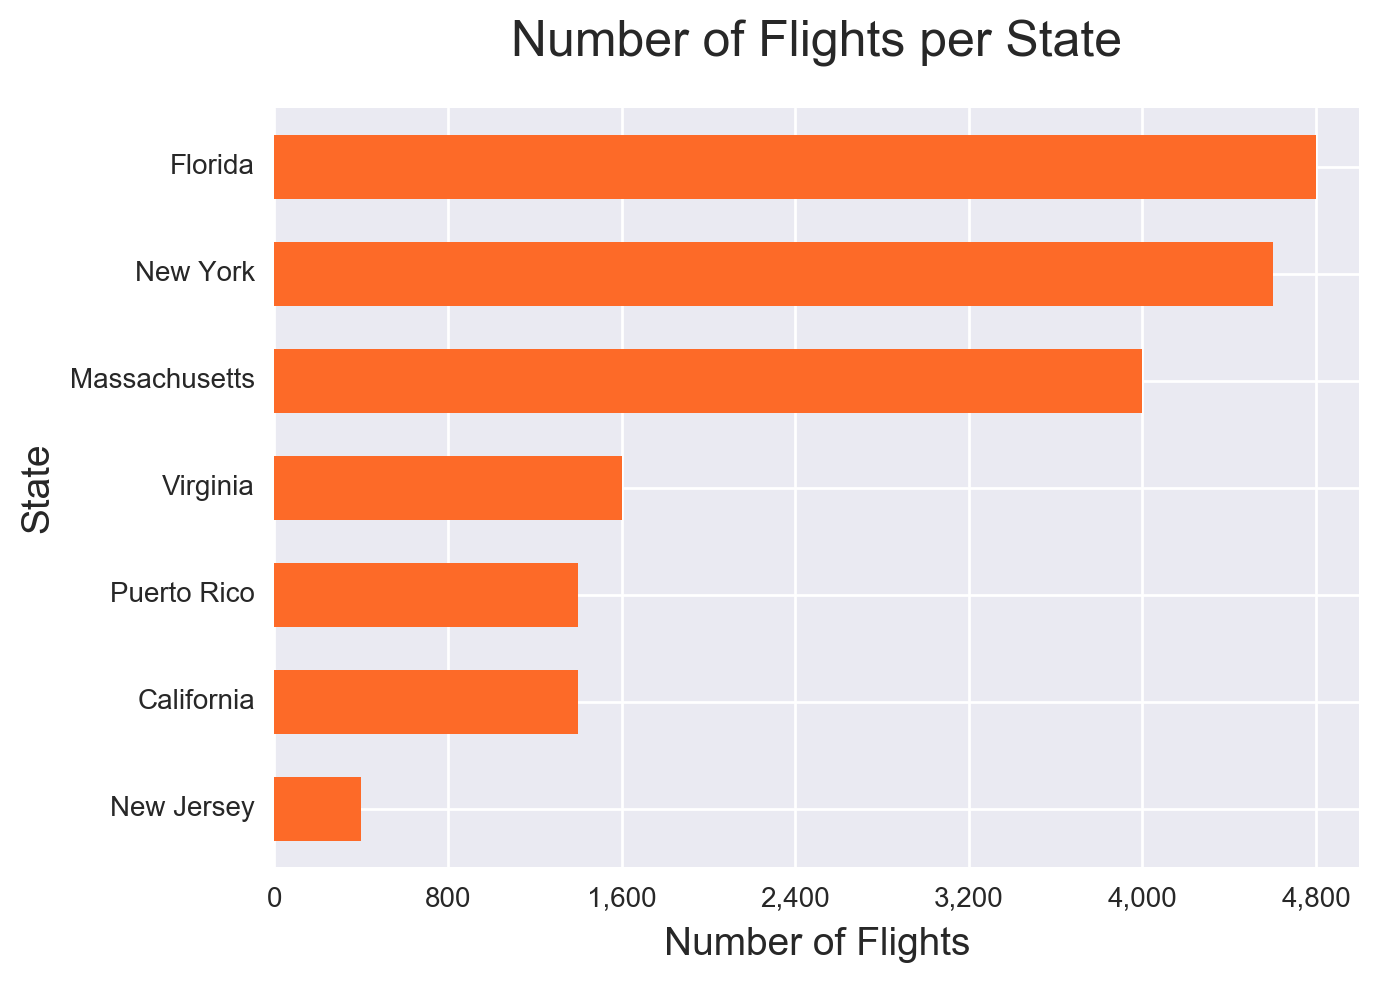 Number of Flights per State
Florida
New York
Massachusetts
Virginia
Puerto Rico
California
New Jersey
State
0 800 1,600 2,400 3,200 4,000 4,800
Number of Flights